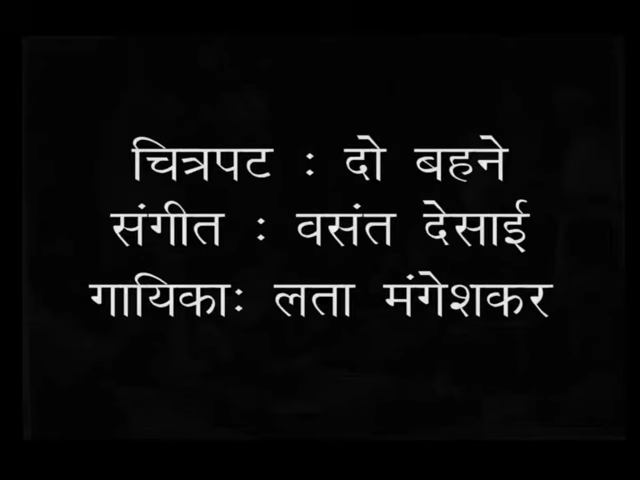 चित्रपट : दो बहने
संगीत : वसंत देसाई
गायिका: लता मंगेशकर